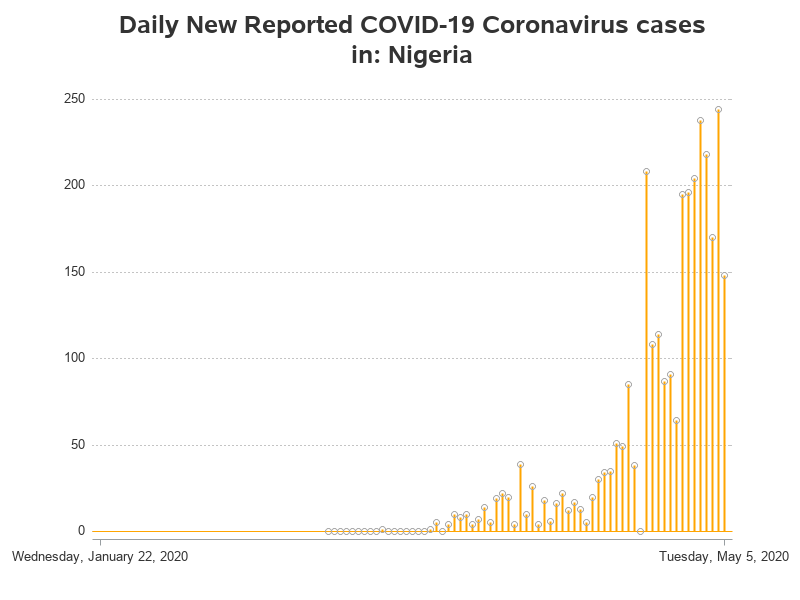 Daily New Reported COVID-19 Coronavirus cases
in: Nigeria
250
200
150
100
50
0
Wednesday, January 22, 2020 Tuesday, May 5, 2020